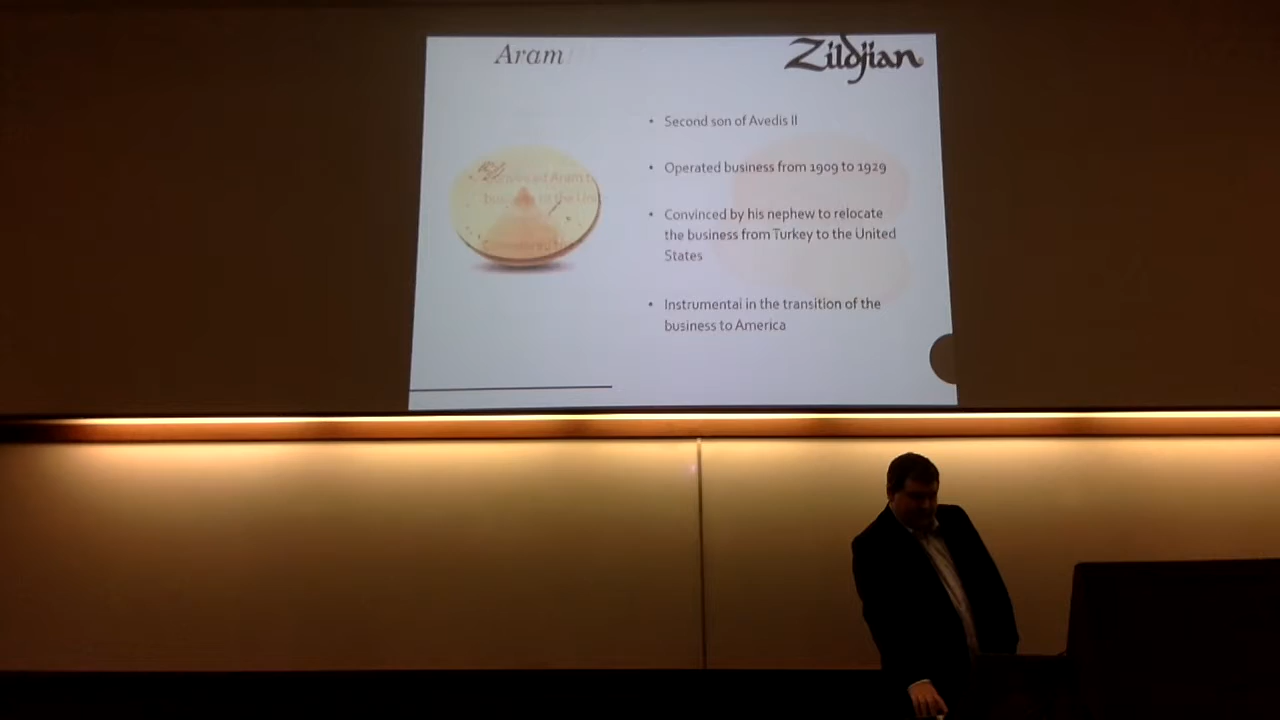 Aram
Zildjian
• Second son of Avedis II
• Operated business from 1909 to 1929
• Convinced by his nephew to relocate
the business from Turkey to the United
States
• Instrumental in the transition of the
business to America